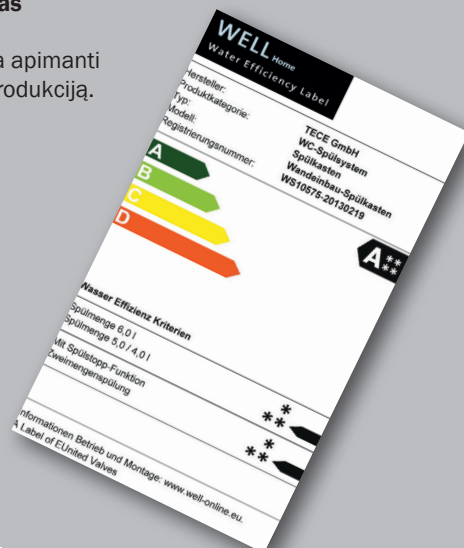 as
a apimanti
rodukciją.
WELL Home
Water Efficiency Label
Hersteller: TECE GmbH
Produktkategorie: WC-Spülsystem
Typ: Spülkasten
Modell: Wandeinbau-Spülkasten
Registrierungsnummer: WS10575-20130219
A
B
C
D
A****
Wasser Effizienz Kriterien
Spülmenge 6,0 l
Spülmenge 5,0 / 4,0 l
Mit Spülstopp-Funktion ***
Zweimengenspülung ***
Informationen Betrieb und Montage: www.well-online.eu.
A Label of EUnited Valves